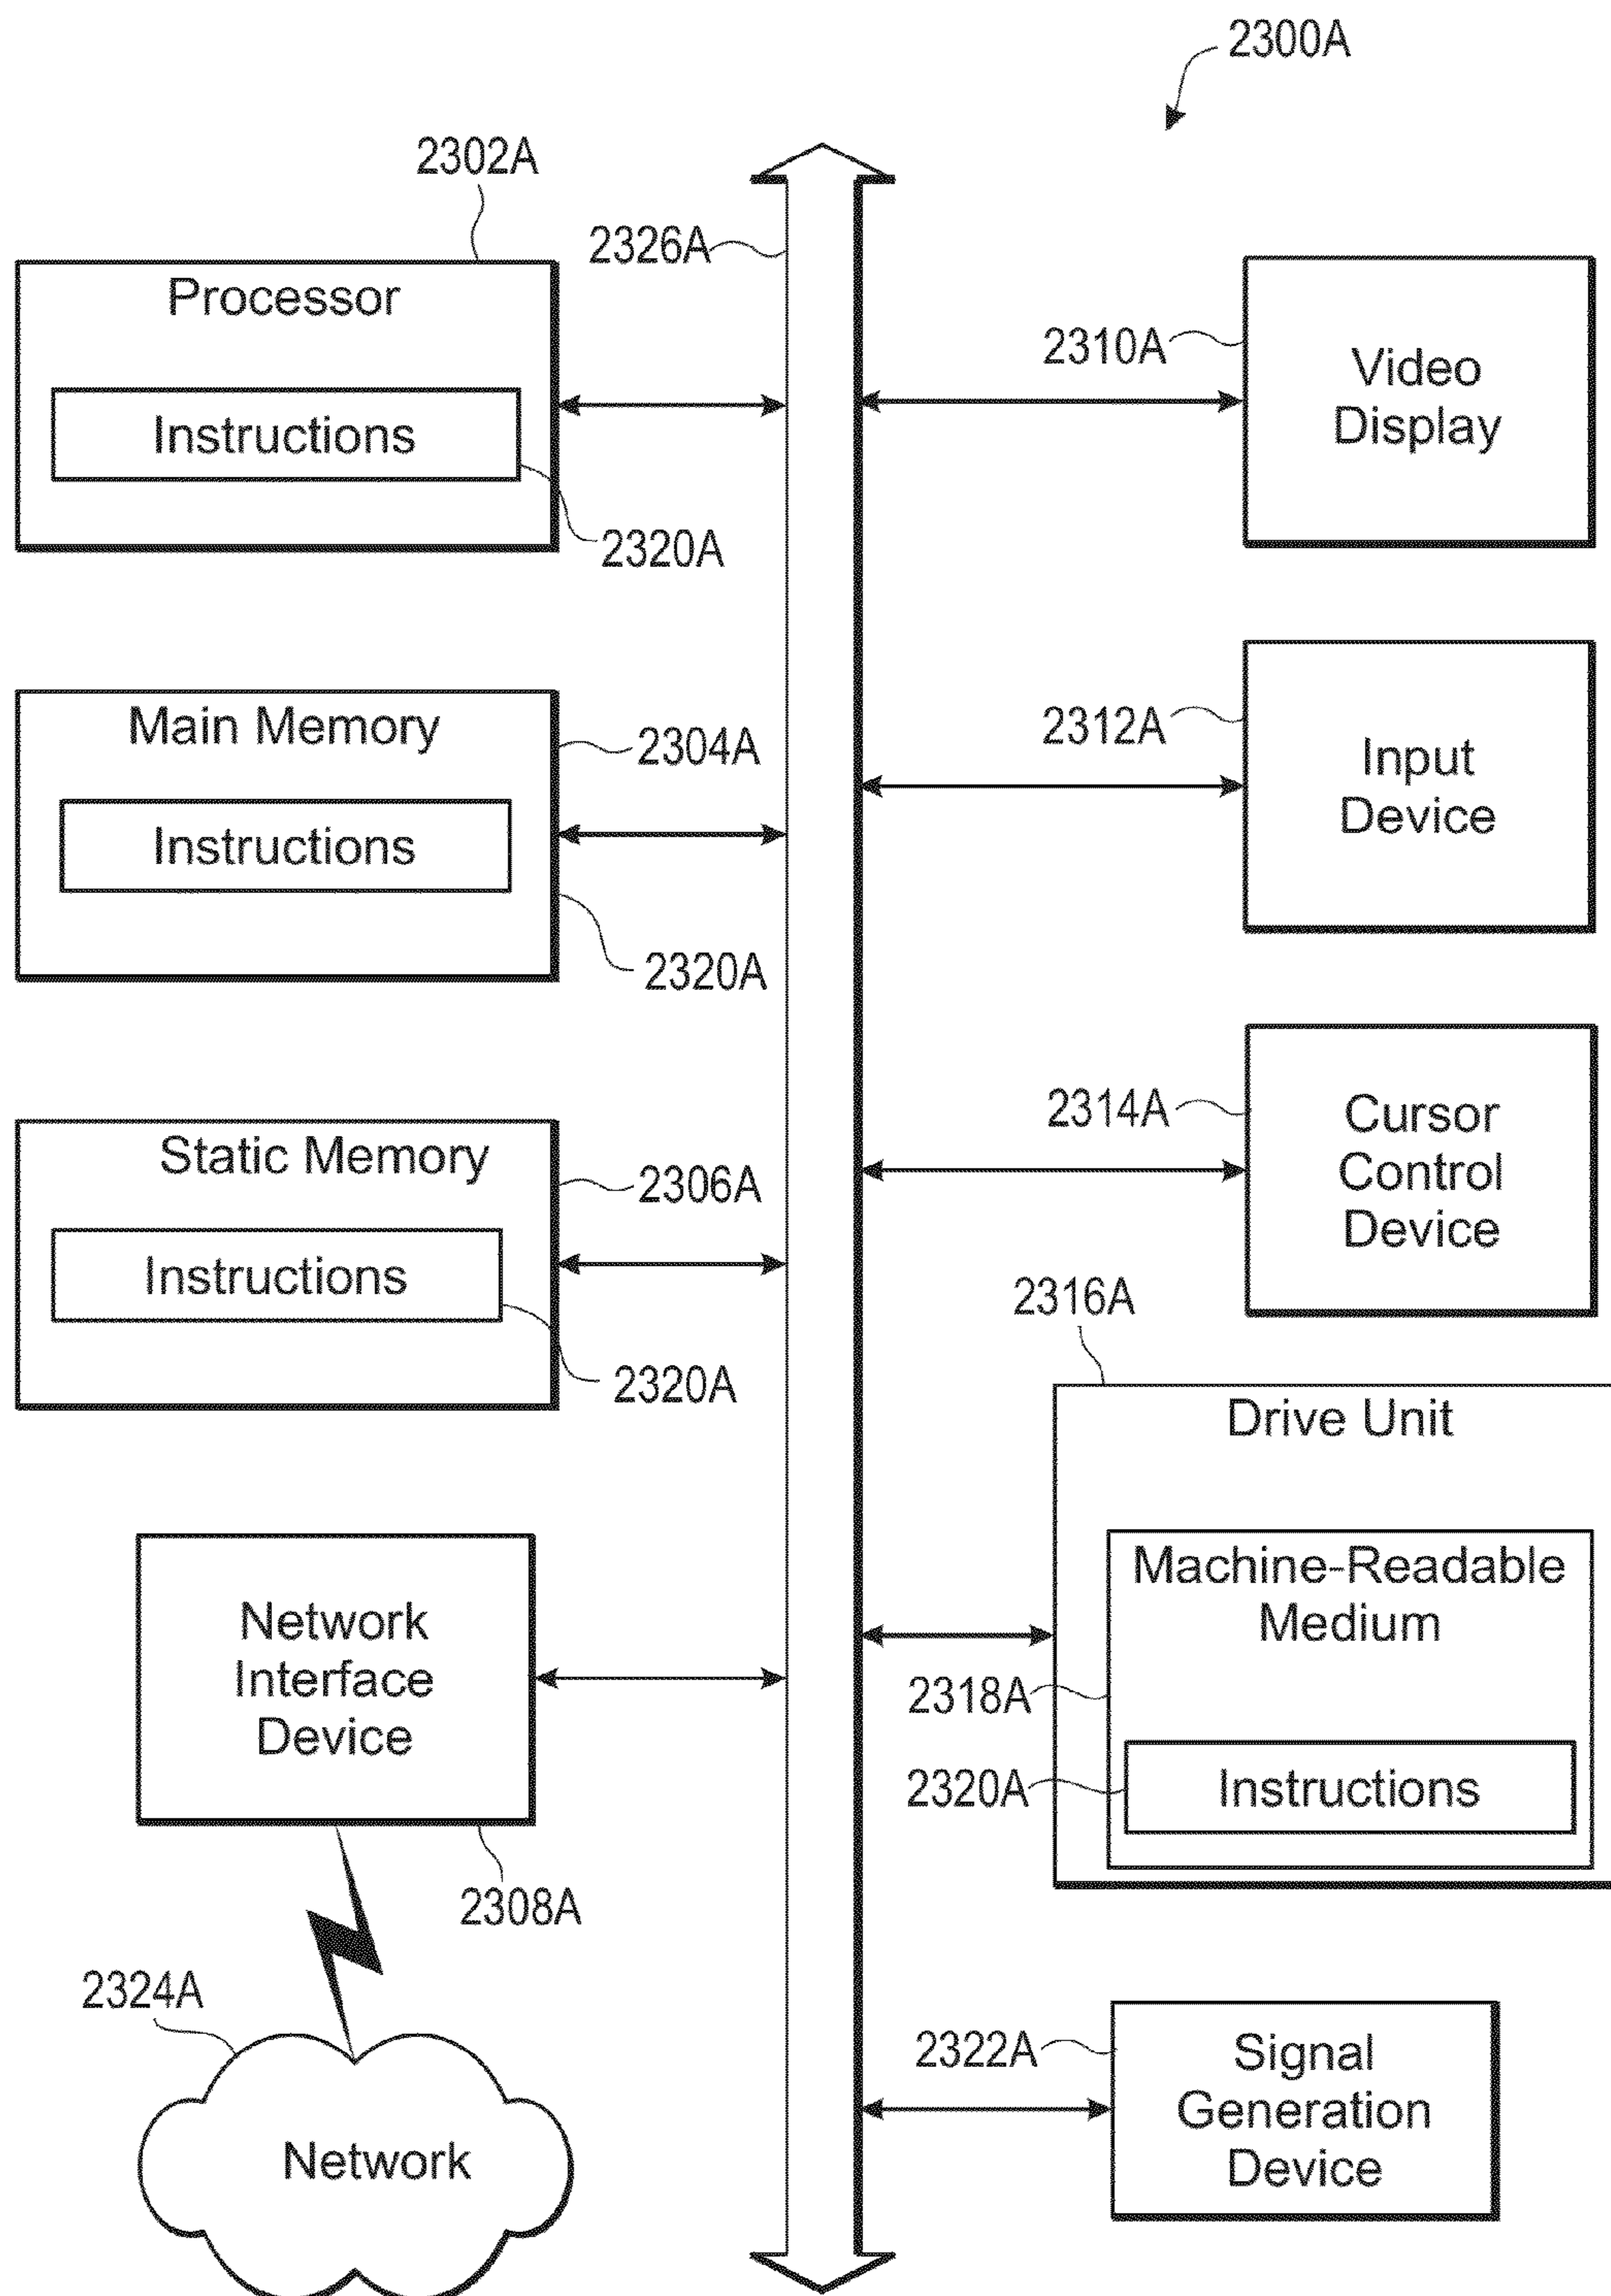 2300A
2302A
2326A
Processor
Instructions
2320A
2310A
Video
Display
Main Memory
2304A
Instructions
2320A
2312A
Input
Device
Static Memory
2306A
Instructions
2320A
2314A
Cursor
Control
Device
2316A
Drive Unit
Machine-Readable
Medium
2318A
2320A
Instructions
Network
Interface
Device
2308A
2324A
Network
2322A
Signal
Generation
Device